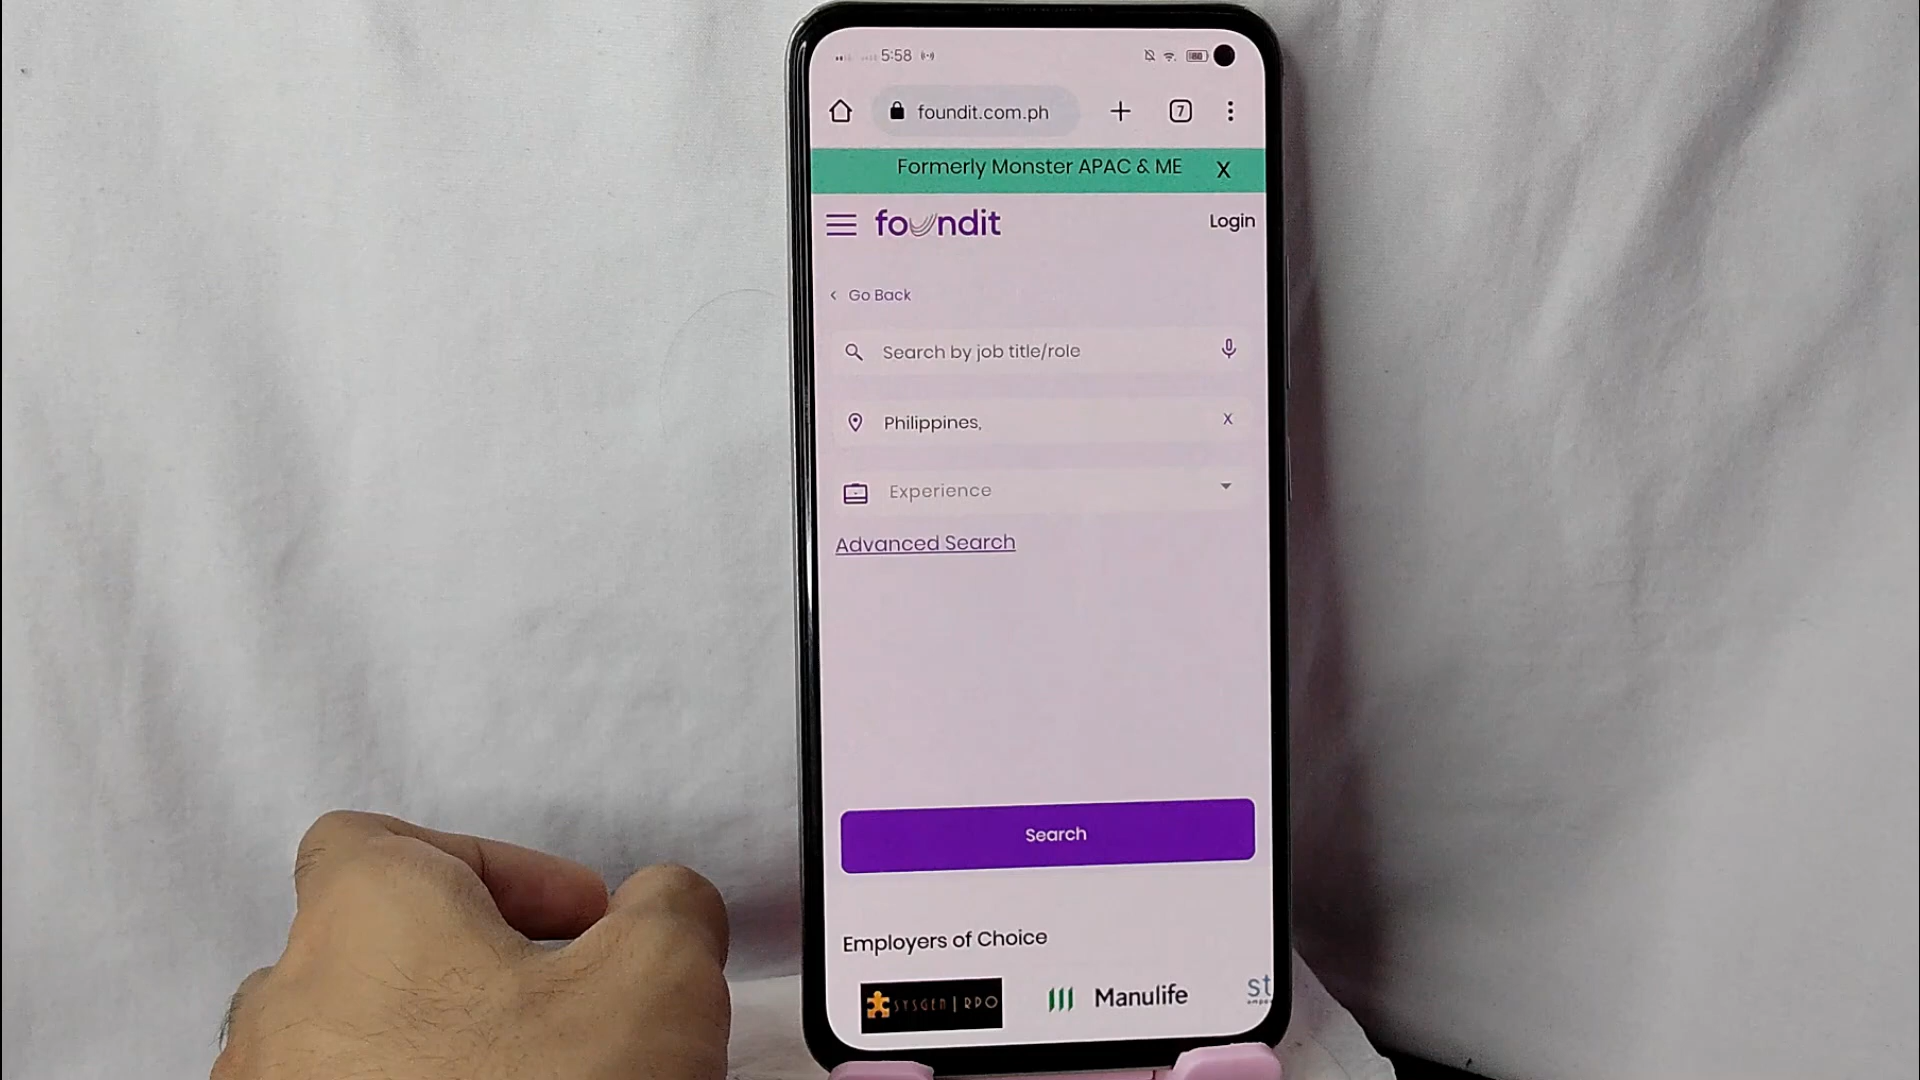 5:58
foundit.com.ph
7
Formerly Monster APAC & ME X
foundit
Login
Go Back
Search by job title/role
Philippines, X
Experience
Advanced Search
Search
Employers of Choice
SYSGEN | RPO
Manulife
st